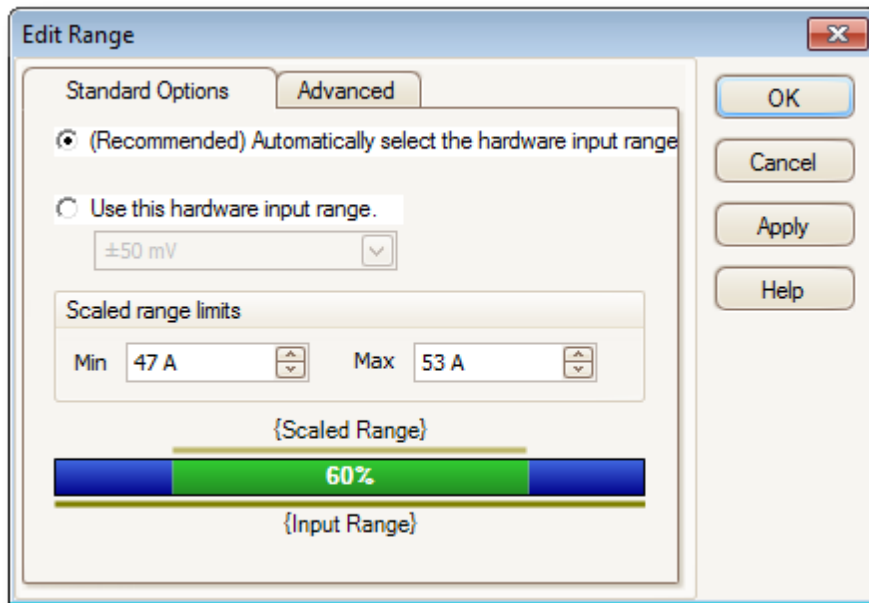 Edit Range
Standard Options
Advanced
(Recommended) Automatically select the hardware input range
Use this hardware input range.
±50 mV
Scaled range limits
Min 47 A Max 53 A
{Scaled Range}
60%
{Input Range}
OK
Cancel
Apply
Help